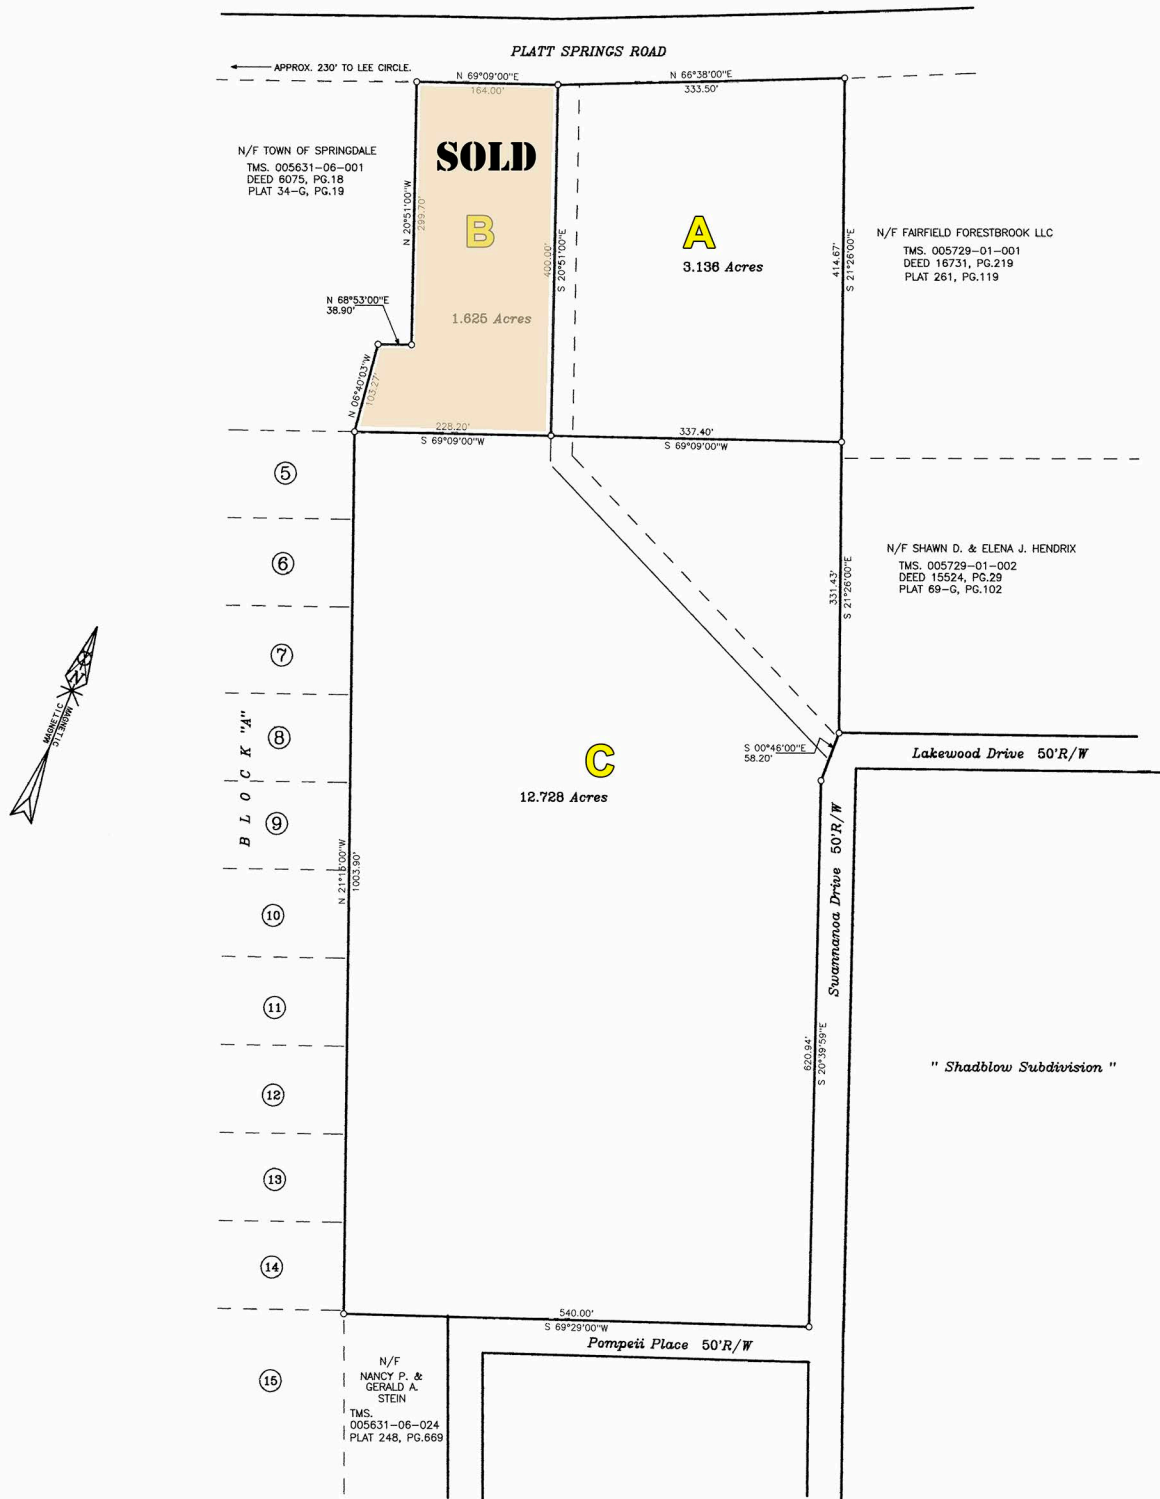 PLATT SPRINGS ROAD
APPROX. 230' TO LEE CIRCLE.
N 69°09'00"E
164.00'
N 66°38'00"E
333.50'
N/F TOWN OF SPRINGDALE
TMS. 005631-06-001
DEED 6075, PG.18
PLAT 34-G, PG.19
SOLD
B
1.625 Acres
N 20°51'00"W
299.70'
400.00'
S 20°51'00"E
A
3.136 Acres
414.67'
S 21°26'00"E
N/F FAIRFIELD FORESTBROOK LLC
TMS. 005729-01-001
DEED 16731, PG.219
PLAT 261, PG.119
N 68°53'00"E
38.90'
N 06°40'03"W
103.27'
228.20'
S 69°09'00"W
337.40'
S 69°09'00"W
5
6
7
8
9
10
11
12
13
14
15
BLOCK "A"
MAGNETIC
MAGNETIC
N
331.43'
S 21°26'00"E
N/F SHAWN D. & ELENA J. HENDRIX
TMS. 005729-01-002
DEED 15524, PG.29
PLAT 69-G, PG.102
C
12.728 Acres
S 00°46'00"E
58.20'
Lakewood Drive 50'R/W
Swannanoa Drive 50'R/W
N 21°15'00"W
1003.90'
620.94'
S 20°39'59"E
" Shadblow Subdivision "
540.00'
S 69°29'00"W
Pompeii Place 50'R/W
N/F
NANCY P. &
GERALD A.
STEIN
TMS.
005631-06-024
PLAT 248, PG.669